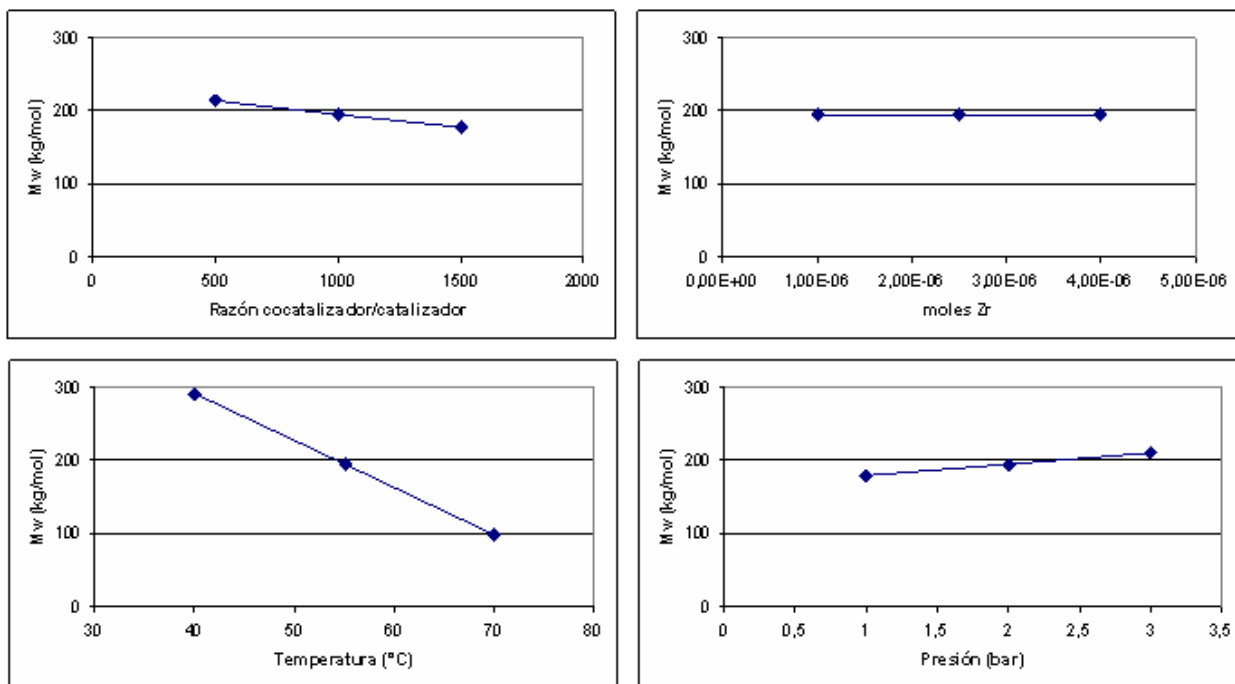 300
200
100
0
Mw (kg/mol)
0 500 1000 1500 2000
Razón cocatalizador/catalizador
300
200
100
0
Mw (kg/mol)
0,00E+00 1,00E-06 2,00E-06 3,00E-06 4,00E-06 5,00E-06
moles Zr
300
200
100
0
Mw (kg/mol)
30 40 50 60 70 80
Temperatura (°C)
300
200
100
0
Mw (kg/mol)
0 0,5 1 1,5 2 2,5 3 3,5
Presión (bar)